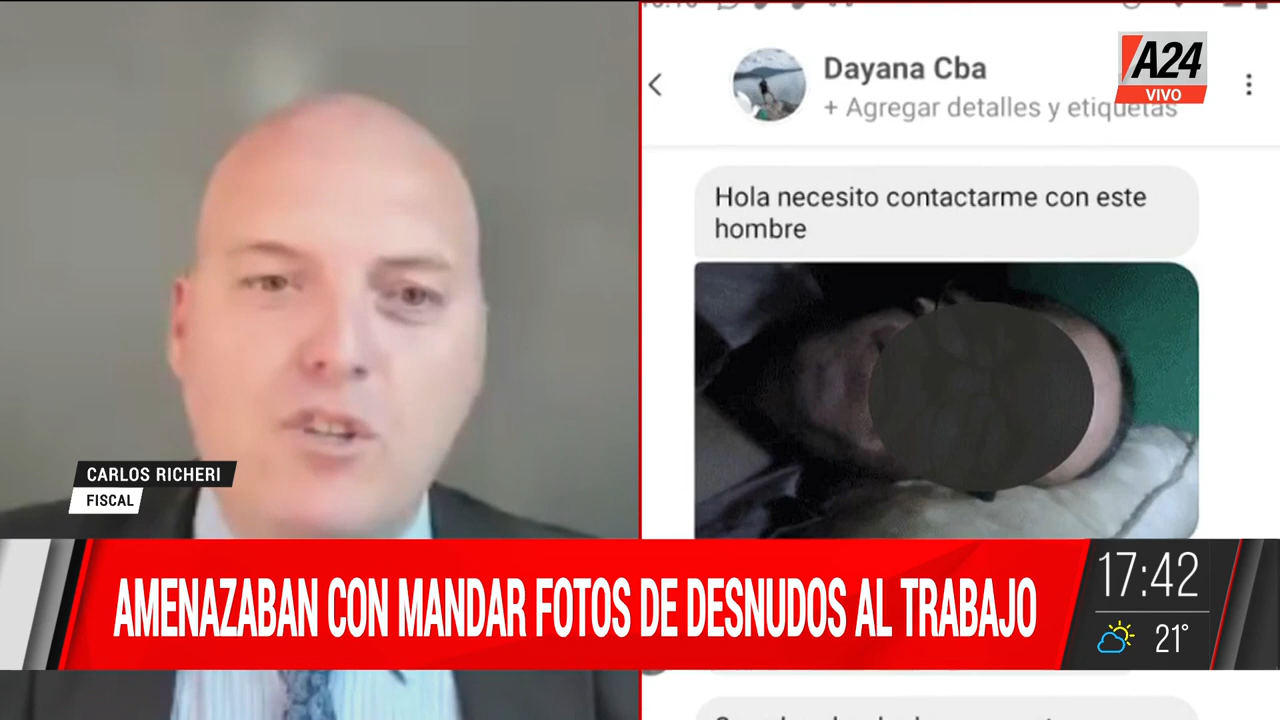 Dayana Cba
+ Agregar detalles y etiquetas
A24
VIVO
Hola necesito contactarme con este
hombre
CARLOS RICHERI
FISCAL
AMENAZABAN CON MANDAR FOTOS DE DESNUDOS AL TRABAJO
17:42
21°